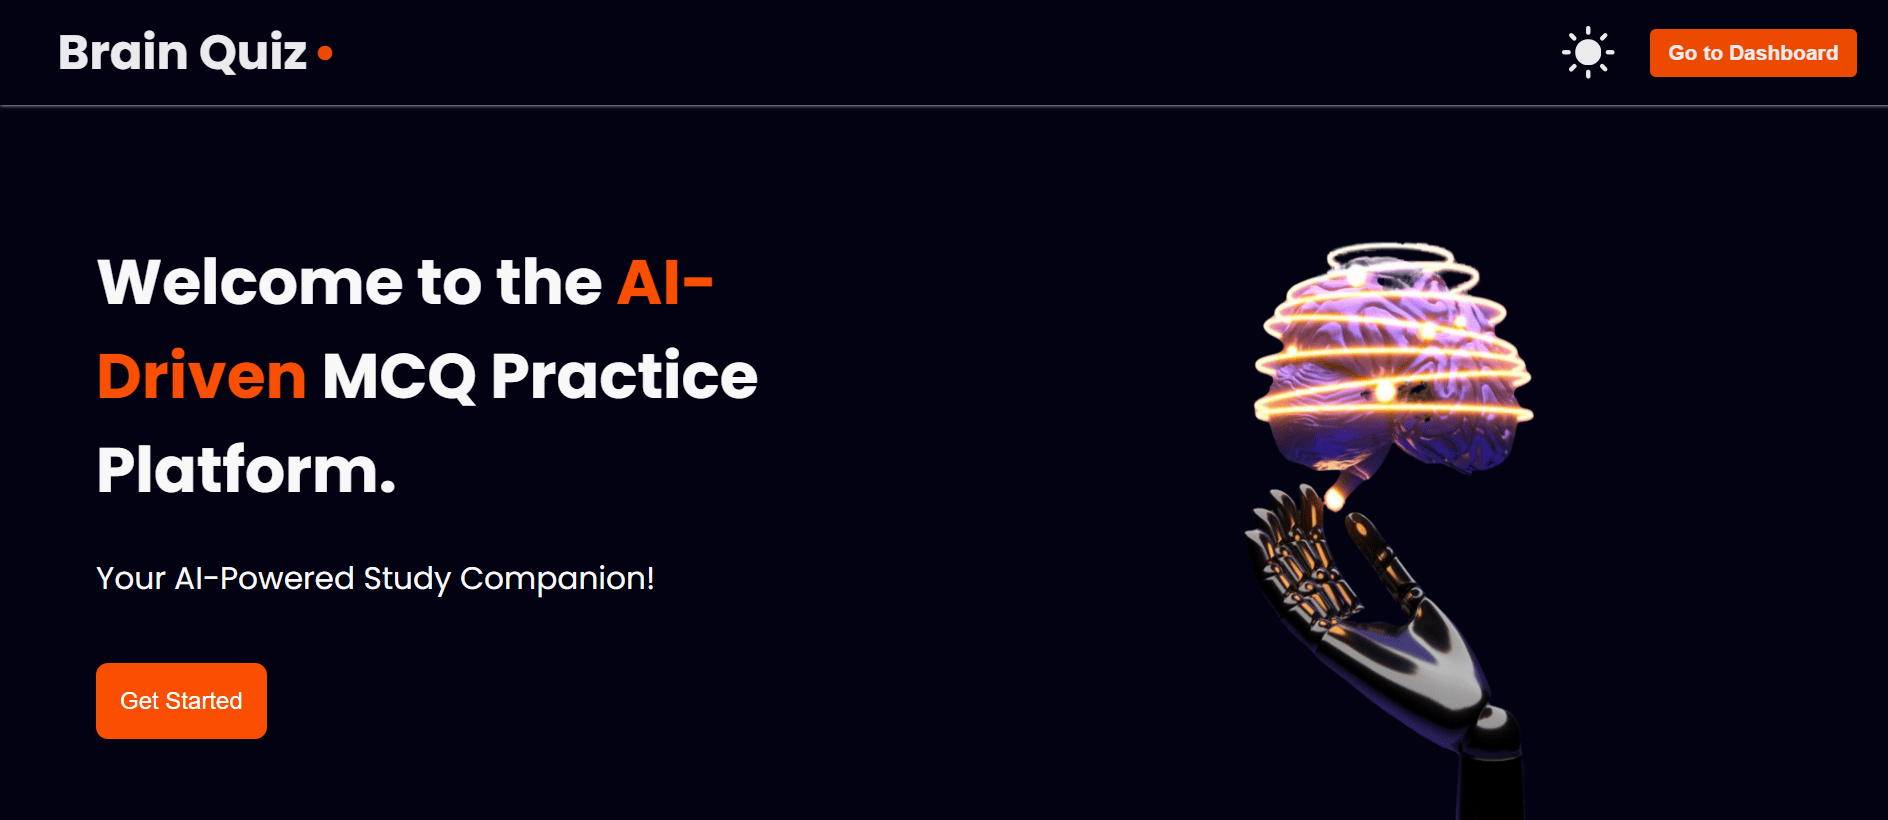 Brain Quiz
Go to Dashboard
Welcome to the AI-
Driven MCQ Practice
Platform.
Your AI-Powered Study Companion!
Get Started